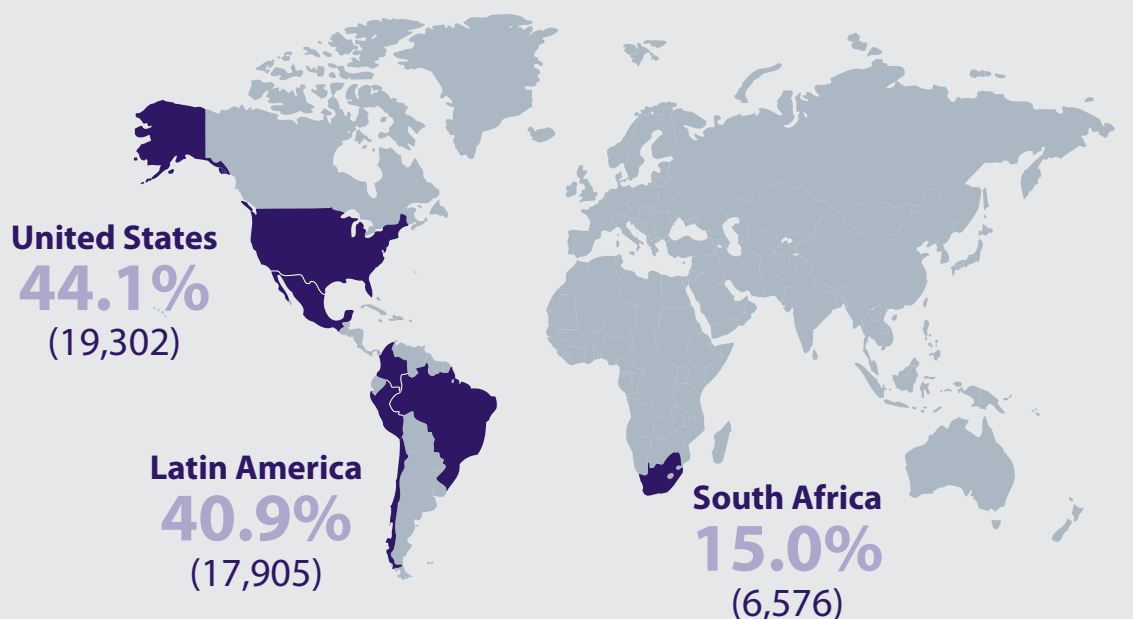 United States
44.1%
(19,302)
Latin America
40.9%
(17,905)
South Africa
15.0%
(6,576)